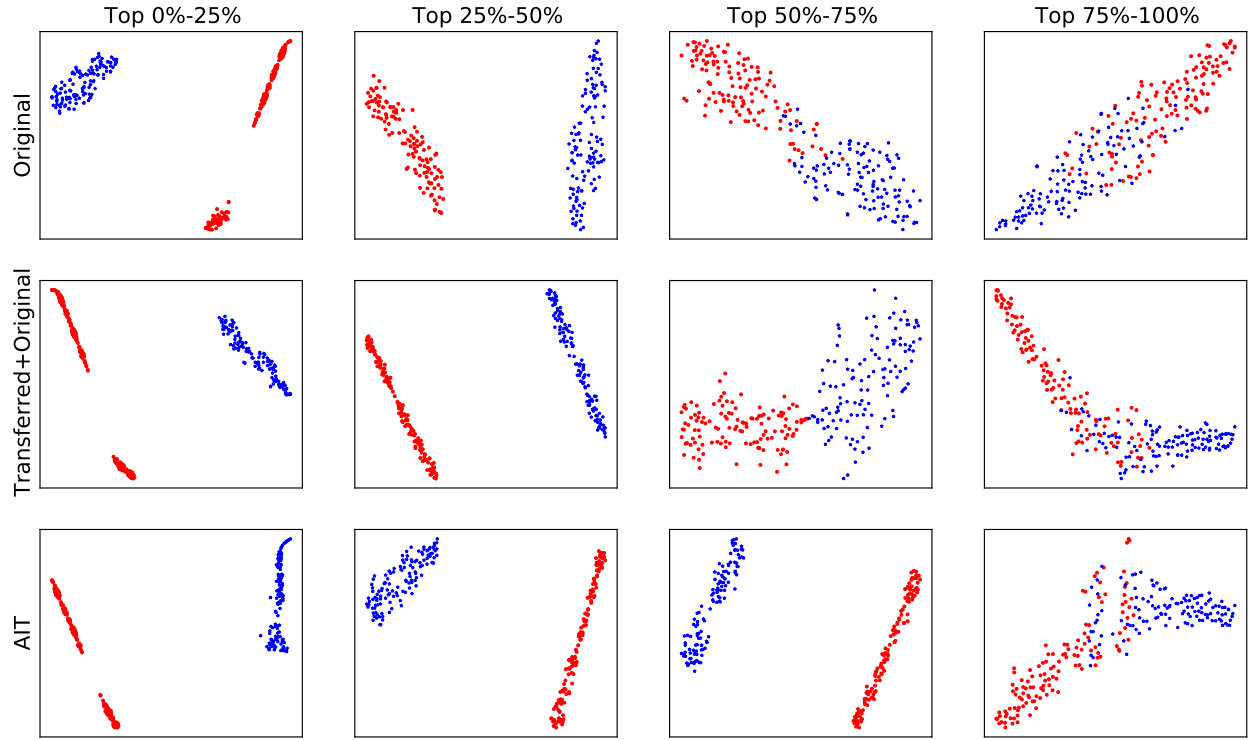 Top 0%-25%
Top 25%-50%
Top 50%-75%
Top 75%-100%
Original
Transferred+Original
AIT